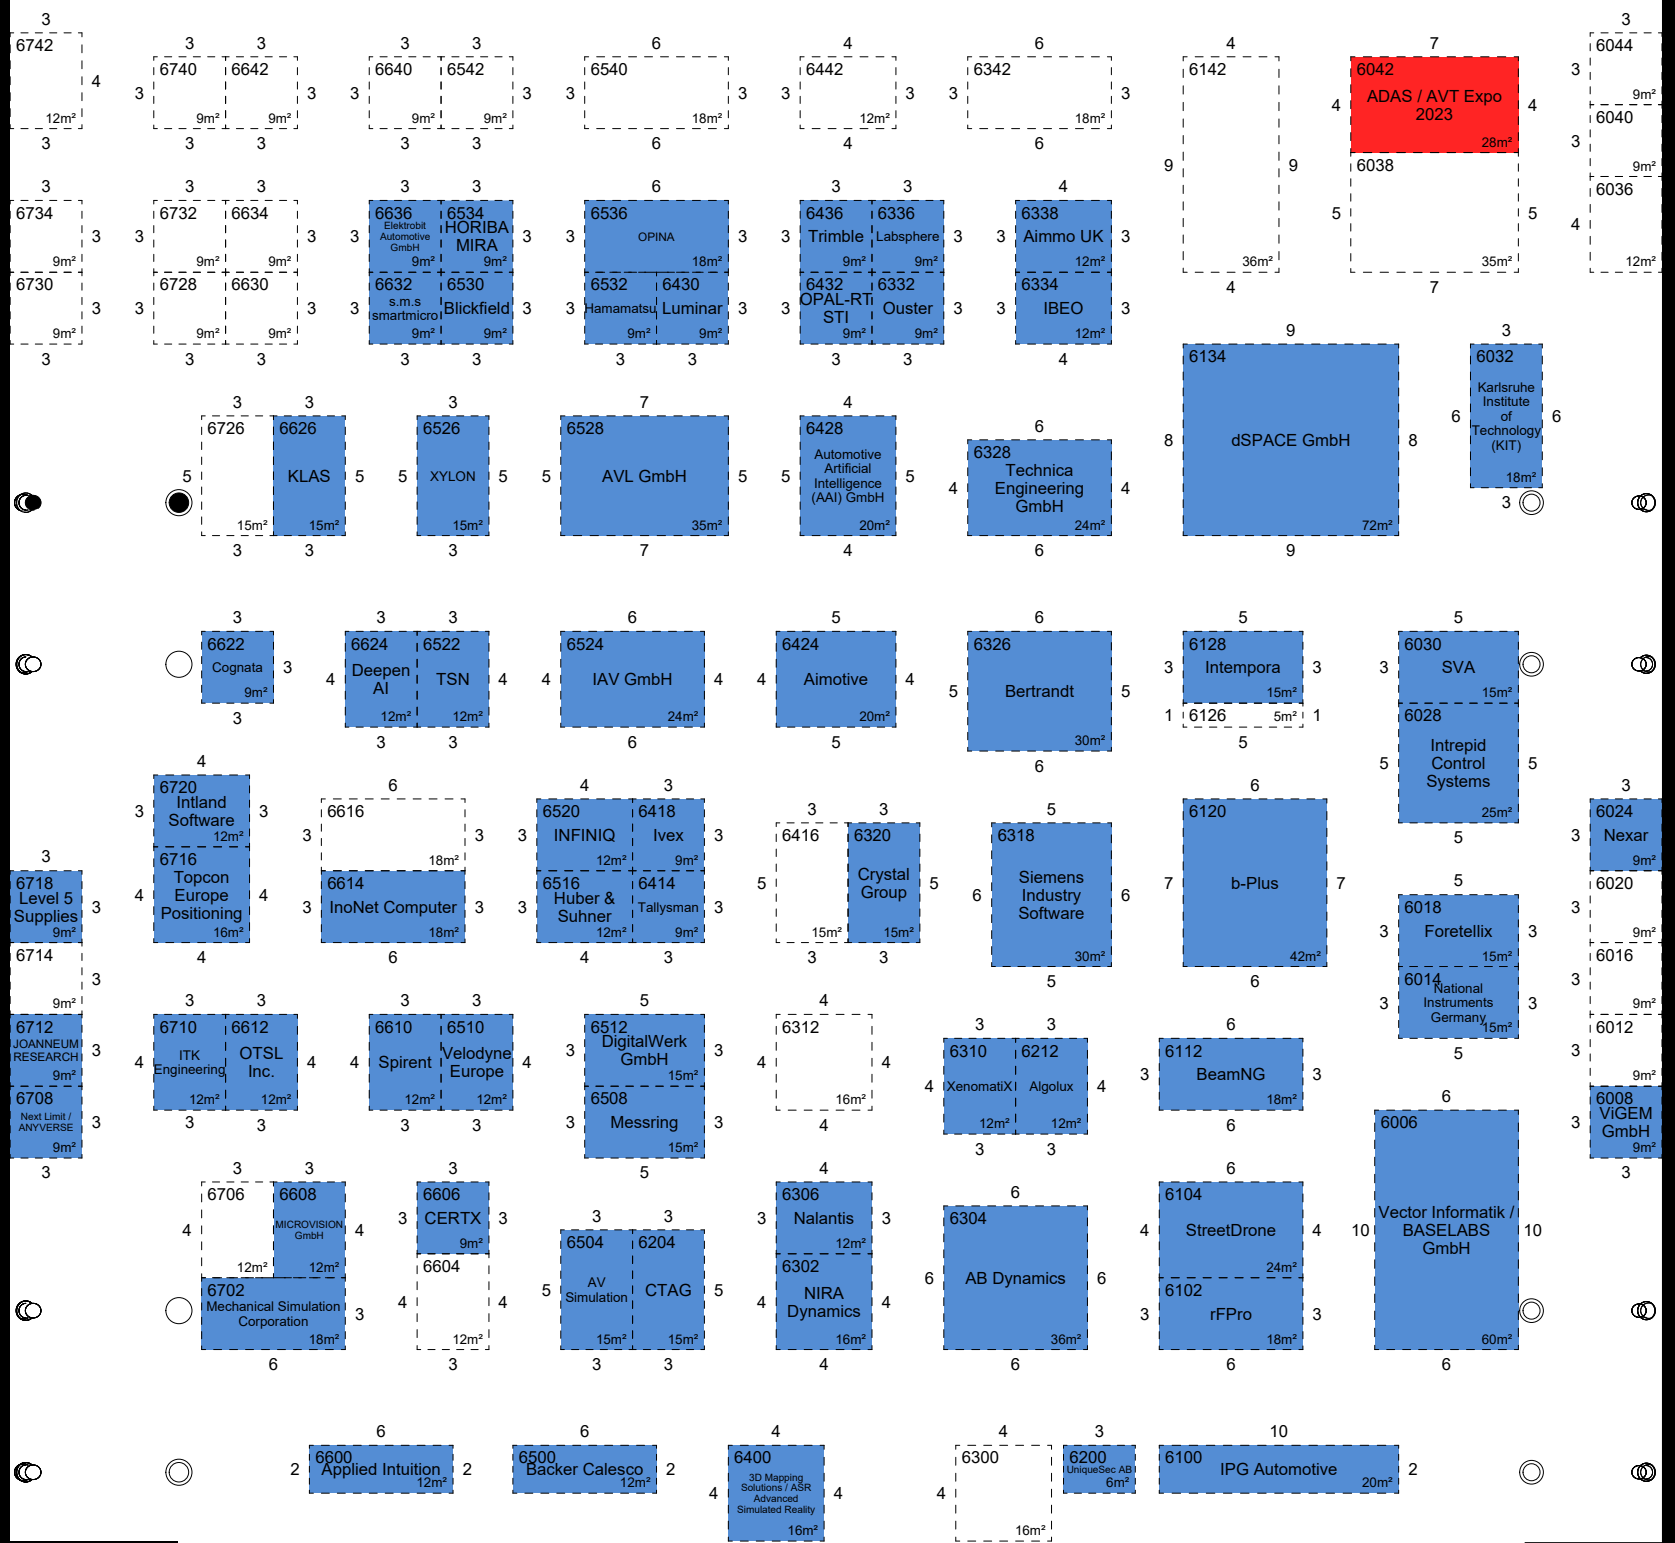 3
3
6742
4
12m²
3
3
3
3
6740
6642
3
3
9m²
9m²
3
3
3
3
6640
6542
3
3
9m²
9m²
3
3
6
6540
3
3
18m²
6
4
6442
3
3
12m²
4
6
6342
3
3
18m²
6
4
6142
9
9
36m²
4
7
6042
ADAS / AVT Expo
2023
4
4
28m²
6038
5
5
35m²
7
6044
3
9m²
6040
3
9m²
6036
4
12m²
3
6734
3
9m²
6730
3
9m²
3
3
3
6732
6634
3
3
9m²
9m²
6728
6630
3
3
9m²
9m²
3
3
3
3
6636
Elektrobit
Automotive
GmbH
9m²
6534
HORIBA
MIRA
9m²
3
3
6632
s.m.s
smartmicro
9m²
6530
Blickfield
9m²
3
3
3
3
6
6536
OPINA
18m²
3
3
6532
Hamamatsu
9m²
6430
Luminar
9m²
3
3
3
3
3
3
6436
Trimble
9m²
6336
Labsphere
9m²
3
3
6432
OPAL-RT
STI
9m²
6332
Ouster
9m²
3
3
3
3
4
6338
Aimmo UK
12m²
3
3
6334
IBEO
12m²
3
3
4
9
6134
dSPACE GmbH
8
8
72m²
9
3
6032
Karlsruhe
Institute
of
Technology
(KIT)
6
6
18m²
3
3
3
6726
5
15m²
6626
KLAS
5
15m²
3
3
3
6526
XYLON
5
5
15m²
3
7
6528
AVL GmbH
5
5
35m²
7
4
6428
Automotive
Artificial
Intelligence
(AAI) GmbH
5
5
20m²
4
6
6328
Technica
Engineering
GmbH
4
4
24m²
6
3
6622
Cognata
3
9m²
3
3
3
6624
Deepen
AI
4
12m²
6522
TSN
4
12m²
3
3
6
6524
IAV GmbH
4
4
24m²
6
5
6424
Aimotive
4
4
20m²
5
6
6326
Bertrandt
5
5
30m²
6
5
6128
Intempora
3
3
15m²
6126
5m²
1
1
5
5
6030
SVA
3
15m²
6028
Intrepid
Control
Systems
5
5
25m²
5
4
6720
Intland
Software
3
3
12m²
6716
Topcon
Europe
Positioning
4
4
16m²
4
6
6616
3
3
18m²
6614
InoNet Computer
3
3
18m²
6
4
3
6520
INFINIQ
3
12m²
6418
Ivex
3
9m²
6516
Huber &
Suhner
3
12m²
6414
Tallysman
3
9m²
4
3
3
3
6416
5
15m²
6320
Crystal
Group
5
15m²
3
3
5
6318
Siemens
Industry
Software
6
6
30m²
5
6
6120
b-Plus
7
7
42m²
6
5
6018
Foretellix
3
3
15m²
6014
National
Instruments
Germany
3
3
15m²
5
3
6024
Nexar
3
9m²
6020
3
9m²
6016
3
9m²
6012
3
9m²
6008
ViGEM
GmbH
3
9m²
3
3
6718
Level 5
Supplies
3
9m²
6714
3
9m²
6712
JOANNEUM
RESEARCH
3
9m²
6708
Next Limit /
ANYVERSE
3
9m²
3
3
3
6710
ITK
Engineering
4
12m²
6612
OTSL
Inc.
4
12m²
3
3
3
3
6610
Spirent
4
12m²
6510
Velodyne
Europe
4
12m²
3
3
5
6512
DigitalWerk
GmbH
3
3
15m²
6508
Messring
3
3
15m²
5
4
6312
4
4
16m²
4
3
3
6310
XenomatiX
4
12m²
6212
Algolux
4
12m²
3
3
6
6112
BeamNG
3
3
18m²
6
6
6006
Vector Informatik /
BASELABS
GmbH
10
10
60m²
6
3
3
6706
4
12m²
6608
MICROVISION
GmbH
4
12m²
6702
Mechanical Simulation
Corporation
3
18m²
6
3
6606
CERTX
3
3
9m²
6604
4
4
12m²
3
3
3
6504
AV
Simulation
5
15m²
6204
CTAG
5
15m²
3
3
4
6306
Nalantis
3
3
12m²
6302
NIRA
Dynamics
4
4
16m²
4
6
6304
AB Dynamics
6
6
36m²
6
6
6104
StreetDrone
4
4
24m²
6102
rFPro
3
3
18m²
6
6
6600
Applied Intuition
2
2
12m²
6
6500
Backer Calesco
2
12m²
4
6400
3D Mapping
Solutions / ASR
Advanced
Simulated Reality
4
4
16m²
4
6300
4
16m²
3
6200
UniqueSec AB
6m²
10
6100
IPG Automotive
2
20m²